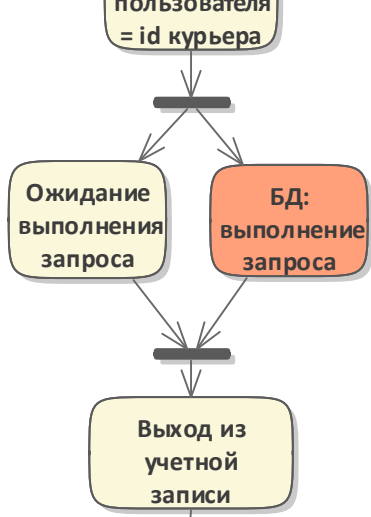 пользователя
= id курьера
Ожидание
выполнения
запроса
БД:
выполнение
запроса
Выход из
учетной
записи